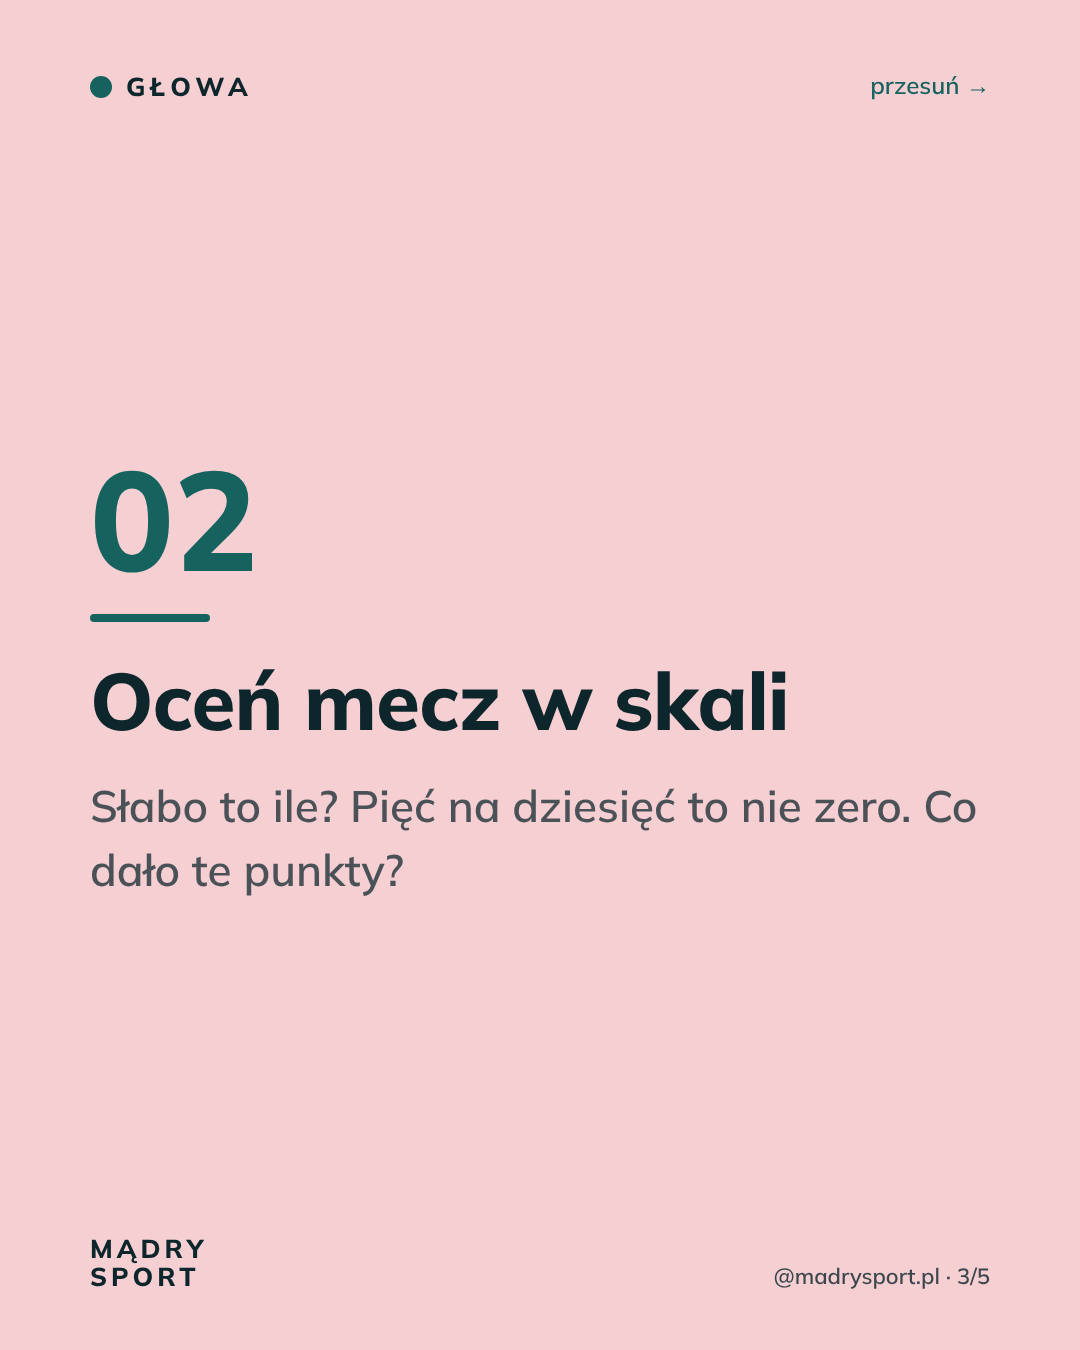 GŁOWA
przesuń →
02
Oceń mecz w skali
Słabo to ile? Pięć na dziesięć to nie zero. Co
dało te punkty?
MĄDRY
SPORT
@madrysport.pl · 3/5